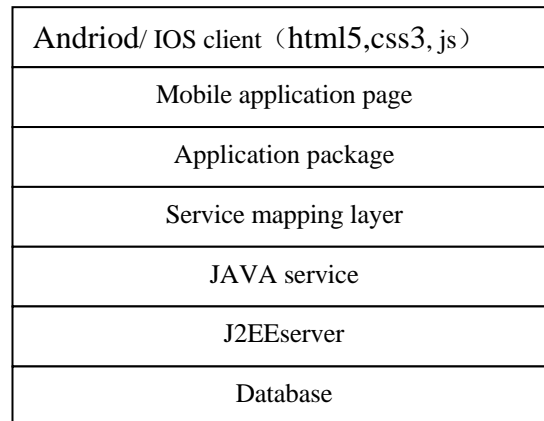 Andriod/ IOS client（html5,css3, js）
Mobile application page
Application package
Service mapping layer
JAVA service
J2EEserver
Database